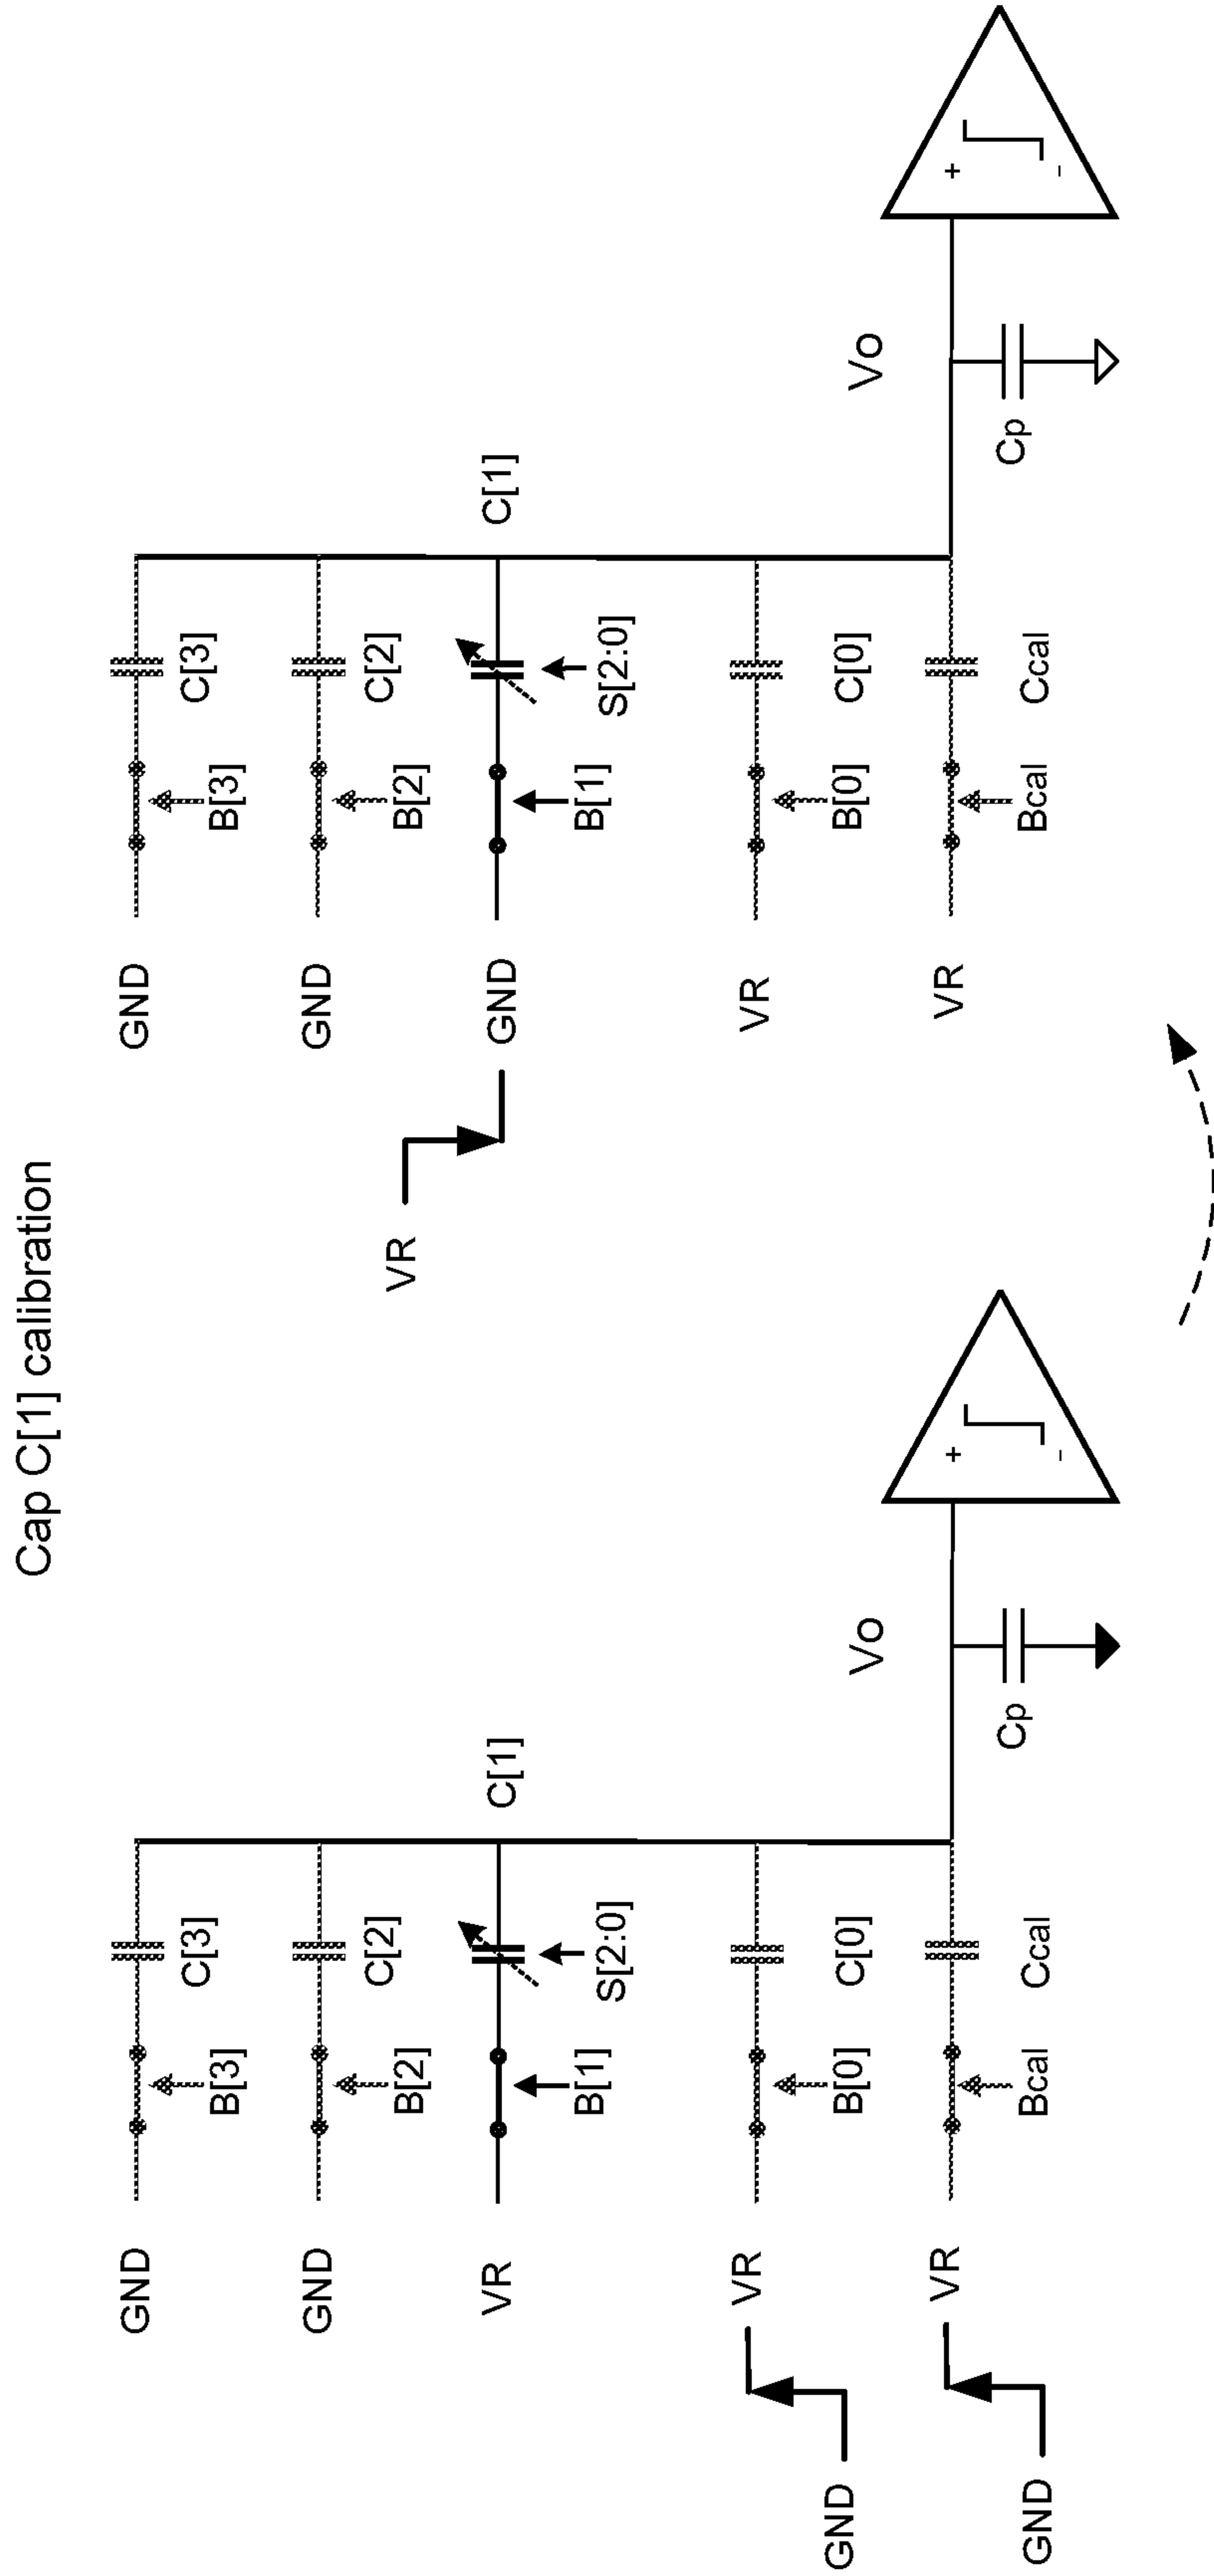 Cap C[1] calibration
GND
B[3]
C[3]
GND
B[2]
C[2]
VR
B[1]
S[2:0]
C[1]
GND
VR
B[0]
C[0]
GND
VR
Bcal
Ccal
Vo
Cp
+
-
GND
B[3]
C[3]
GND
B[2]
C[2]
VR
GND
B[1]
S[2:0]
C[1]
VR
B[0]
C[0]
VR
Bcal
Ccal
Vo
Cp
+
-